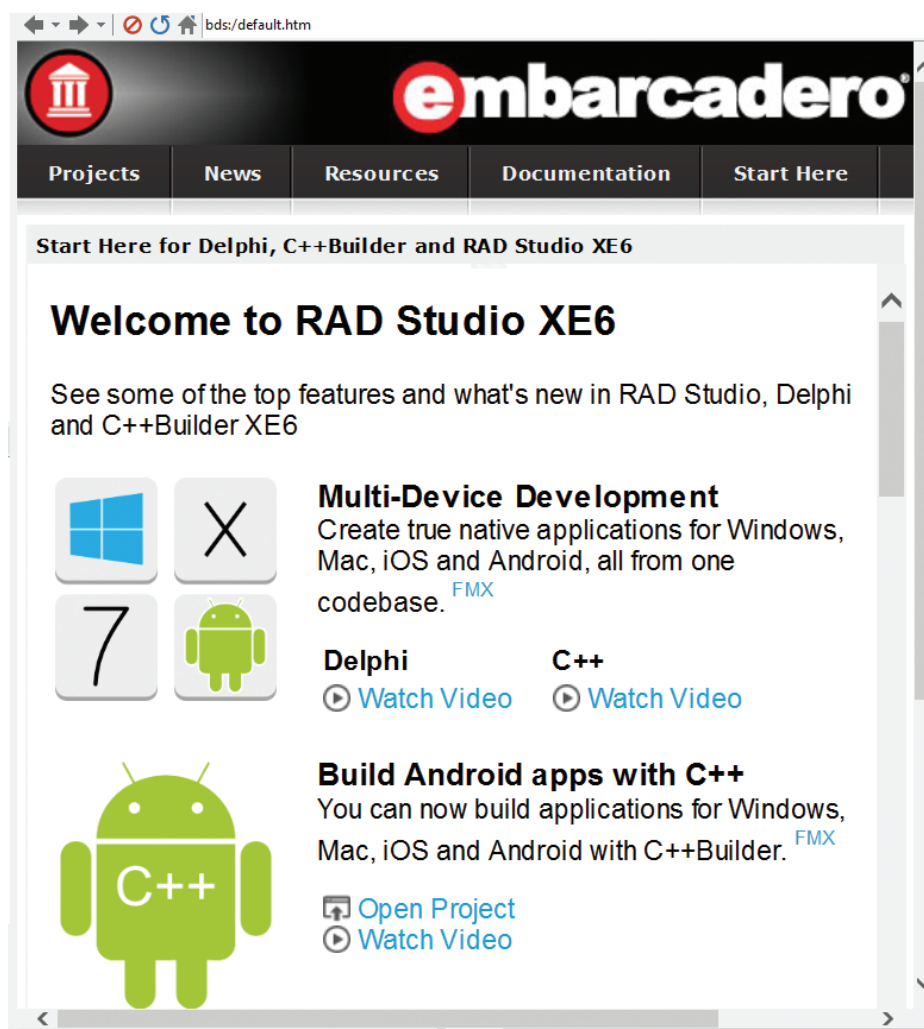 bds:/default.htm
embarcadero®
Projects News Resources Documentation Start Here
Start Here for Delphi, C++Builder and RAD Studio XE6
Welcome to RAD Studio XE6
See some of the top features and what's new in RAD Studio, Delphi
and C++Builder XE6
X
7
Multi-Device Development
Create true native applications for Windows,
Mac, iOS and Android, all from one
codebase. FMX
Delphi C++
Watch Video Watch Video
C++
Build Android apps with C++
You can now build applications for Windows,
Mac, iOS and Android with C++Builder. FMX
Open Project
Watch Video